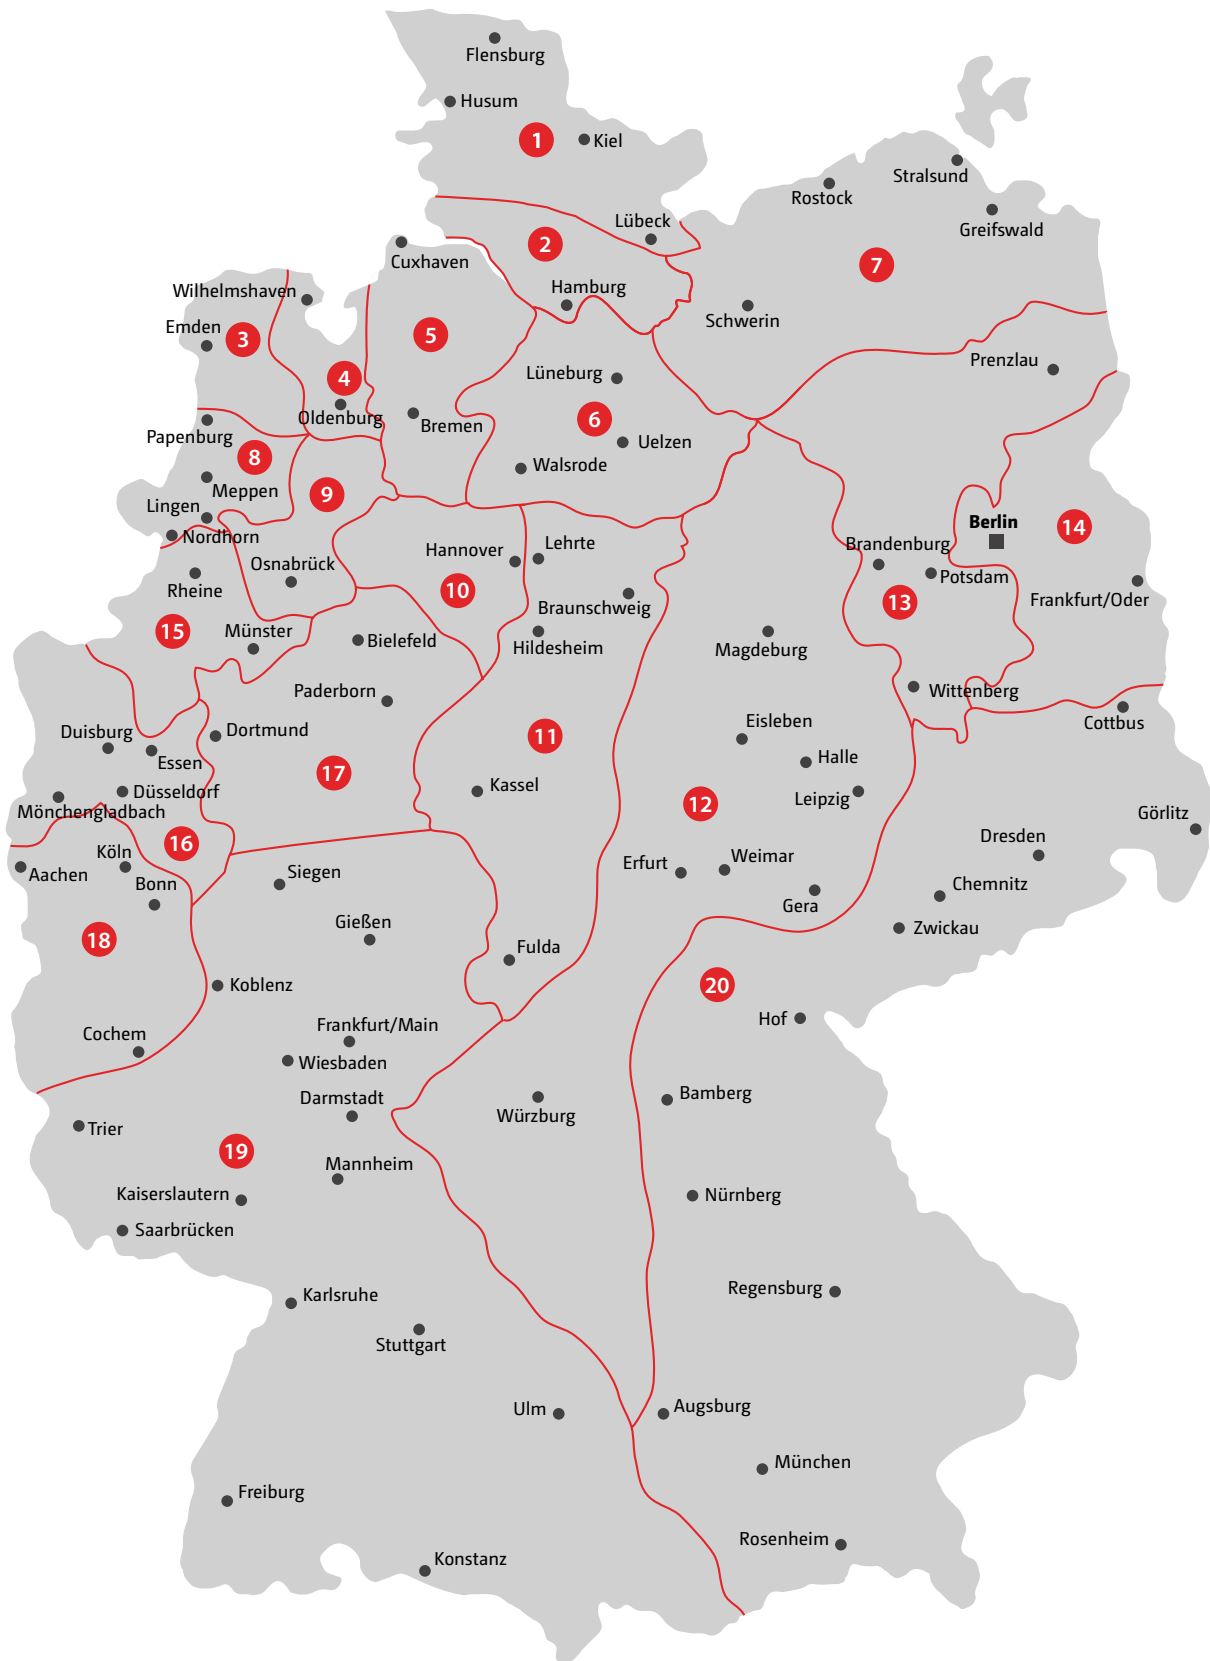 Flensburg
Husum
1
Kiel
Stralsund
Rostock
Greifswald
Lübeck
2
Cuxhaven
7
Wilhelmshaven
Hamburg
Schwerin
Emden
3
5
Prenzlau
4
Lüneburg
Oldenburg
6
Bremen
Papenburg
Uelzen
8
Walsrode
Meppen
9
Lingen
Berlin
14
Nordhorn
Lehrte
Brandenburg
Hannover
Osnabrück
Potsdam
Rheine
10
Frankfurt/Oder
Braunschweig
13
15
Münster
Bielefeld
Hildesheim
Magdeburg
Paderborn
Wittenberg
Cottbus
Duisburg
Dortmund
11
Eisleben
Essen
Halle
17
Düsseldorf
Kassel
12
Leipzig
Mönchengladbach
Görlitz
16
Dresden
Köln
Weimar
Erfurt
Aachen
Siegen
Bonn
Chemnitz
Gera
Gießen
Zwickau
18
Fulda
Koblenz
20
Hof
Frankfurt/Main
Cochem
Wiesbaden
Darmstadt
Bamberg
Würzburg
Trier
19
Mannheim
Kaiserslautern
Nürnberg
Saarbrücken
Regensburg
Karlsruhe
Stuttgart
Ulm
Augsburg
München
Freiburg
Rosenheim
Konstanz